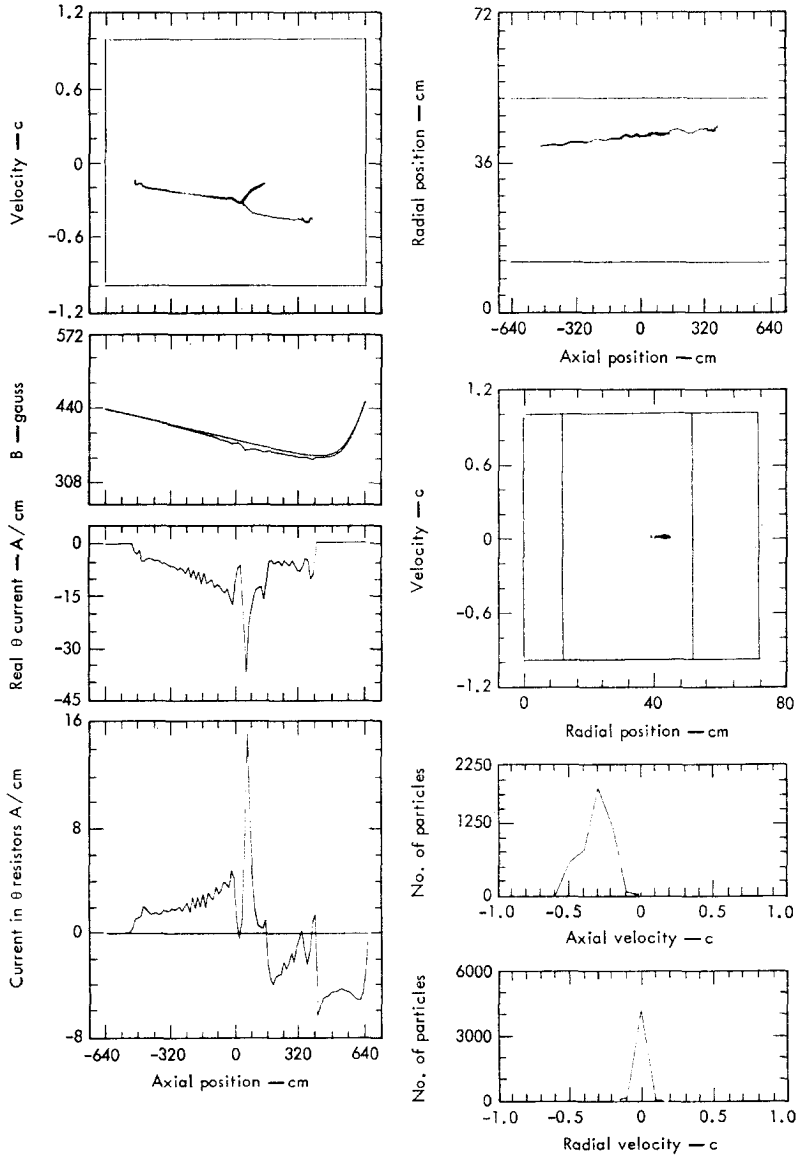 1.2
0.6
0
-0.6
-1.2
Velocity — c
572
440
308
B — gauss
0
-15
-30
-45
Real θ current — A/cm
16
8
0
-8
Current in θ resistors A/cm
-640 -320 0 320 640
Axial position — cm
72
36
0
Radial position — cm
-640 -320 0 320 640
Axial position — cm
1.2
0.6
0
-0.6
-1.2
Velocity — c
0 40 80
Radial position — cm
2250
1250
0
No. of particles
-1.0 -0.5 0 0.5 1.0
Axial velocity — c
6000
3000
0
No. of particles
-1.0 -0.5 0 0.5 1.0
Radial velocity — c